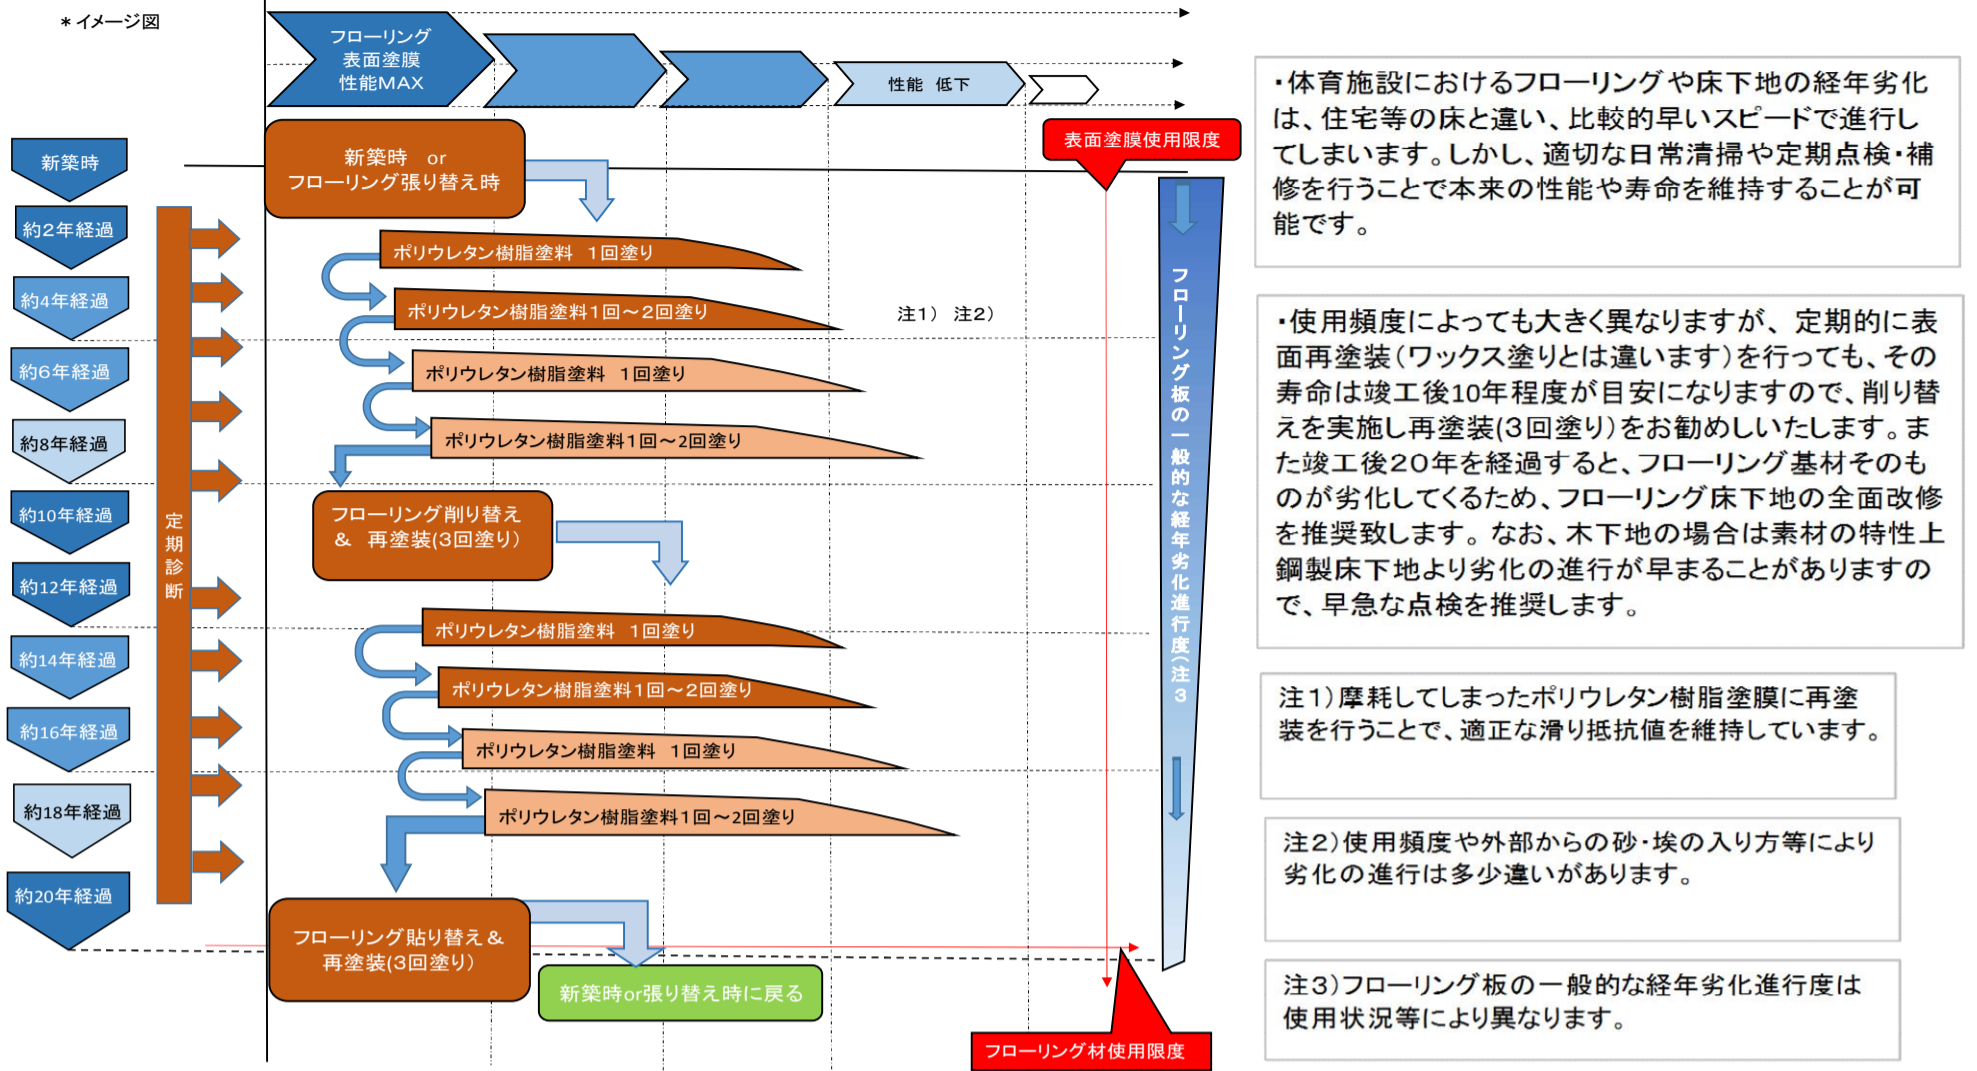 ＊イメージ図
フローリング
表面塗膜
性能MAX
性能 低下
表面塗膜使用限度
新築時
約2年経過
約4年経過
約6年経過
約8年経過
約10年経過
約12年経過
約14年経過
約16年経過
約18年経過
約20年経過
定期診断
新築時 or
フローリング張り替え時
ポリウレタン樹脂塗料 1回塗り
ポリウレタン樹脂塗料1回～2回塗り
注1） 注2）
ポリウレタン樹脂塗料 1回塗り
ポリウレタン樹脂塗料1回～2回塗り
フローリング削り替え
＆ 再塗装(3回塗り）
ポリウレタン樹脂塗料 1回塗り
ポリウレタン樹脂塗料1回～2回塗り
ポリウレタン樹脂塗料 1回塗り
ポリウレタン樹脂塗料1回～2回塗り
フローリング貼り替え＆
再塗装(3回塗り）
新築時or張り替え時に戻る
フローリング板の一般的な経年劣化進行度（注3
フローリング材使用限度
・体育施設におけるフローリングや床下地の経年劣化
は、住宅等の床と違い、比較的早いスピードで進行し
てしまいます。しかし、適切な日常清掃や定期点検・補
修を行うことで本来の性能や寿命を維持することが可
能です。
・使用頻度によっても大きく異なりますが、定期的に表
面再塗装（ワックス塗りとは違います）を行っても、その
寿命は竣工後10年程度が目安になりますので、削り替
えを実施し再塗装(3回塗り）をお勧めしいたします。ま
た竣工後20年を経過すると、フローリング基材そのも
のが劣化してくるため、フローリング床下地の全面改修
を推奨致します。なお、木下地の場合は素材の特性上
鋼製床下地より劣化の進行が早まることがありますの
で、早急な点検を推奨します。
注1）摩耗してしまったポリウレタン樹脂塗膜に再塗
装を行うことで、適正な滑り抵抗値を維持しています。
注2）使用頻度や外部からの砂・埃の入り方等により
劣化の進行は多少違いがあります。
注3）フローリング板の一般的な経年劣化進行度は
使用状況等により異なります。